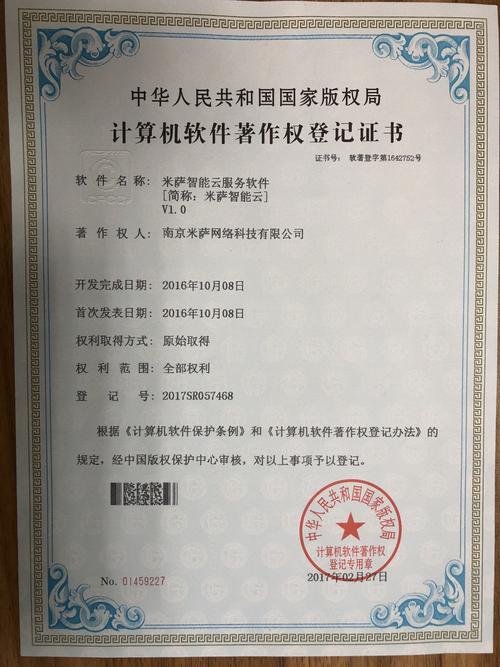 中华人民共和国国家版权局
计算机软件著作权登记证书
证书号： 软著登字第1642752号
软件名称： 米萨智能云服务软件
[简称：米萨智能云]
V1.0
著作权人： 南京米萨网络科技有限公司
开发完成日期： 2016年10月08日
首次发表日期： 2016年10月08日
权利取得方式： 原始取得
权利范围： 全部权利
登记号： 2017SR057468
根据《计算机软件保护条例》和《计算机软件著作权登记办法》的
规定，经中国版权保护中心审核，对以上事项予以登记。
中华人民共和国国家版权局
计算机软件著作权
登记专用章
No. 01459227
2017年02月27日